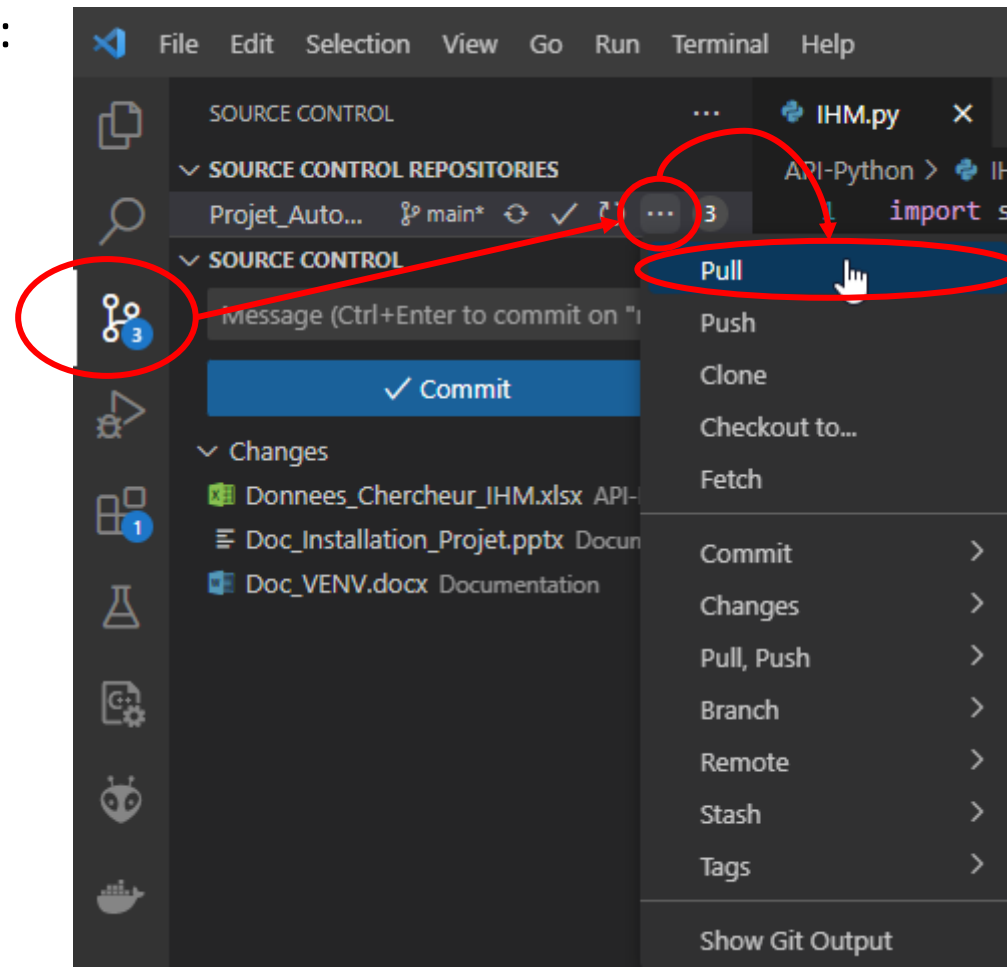 :
File Edit Selection View Go Run Terminal Help
SOURCE CONTROL ...
IHM.py ×
SOURCE CONTROL REPOSITORIES
API-Python > IH
Projet_Auto... main* ... 3
1 import s
SOURCE CONTROL
Message (Ctrl+Enter to commit on "
3
Commit
Changes
Donnees_Chercheur_IHM.xlsx API-
Doc_Installation_Projet.pptx Docum
Doc_VENV.docx Documentation
1
Pull
Push
Clone
Checkout to...
Fetch
Commit >
Changes >
Pull, Push >
Branch >
Remote >
Stash >
Tags >
Show Git Output